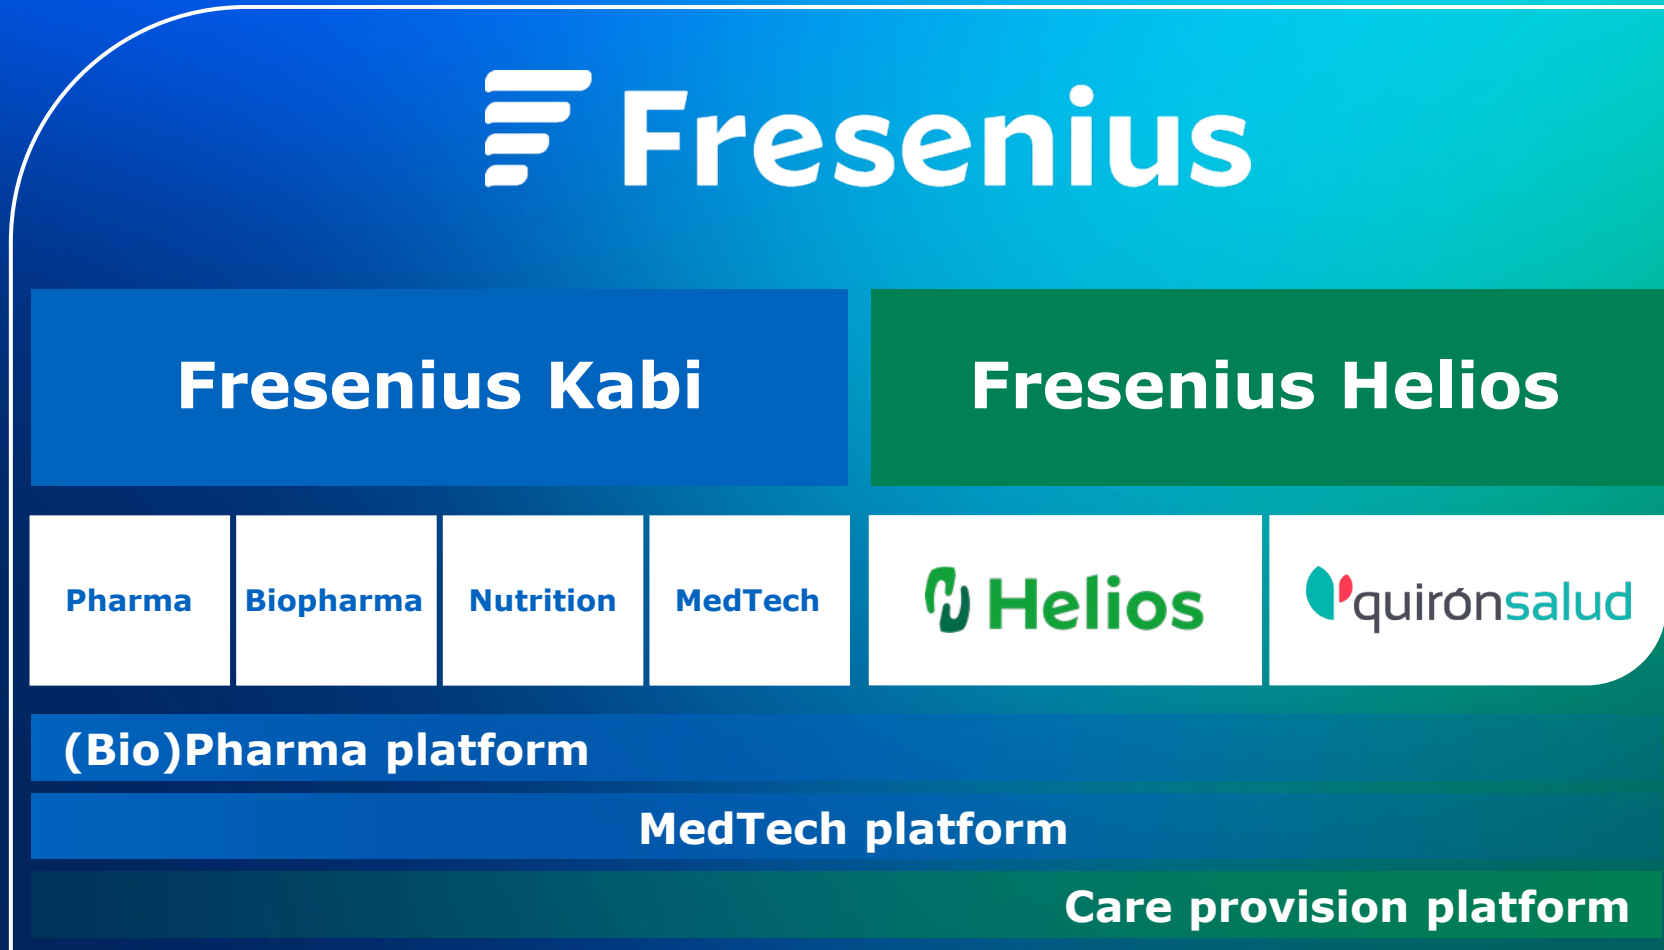 Fresenius
Fresenius Kabi
Fresenius Helios
Pharma
Biopharma
Nutrition
MedTech
Helios
quirónsalud
(Bio)Pharma platform
MedTech platform
Care provision platform